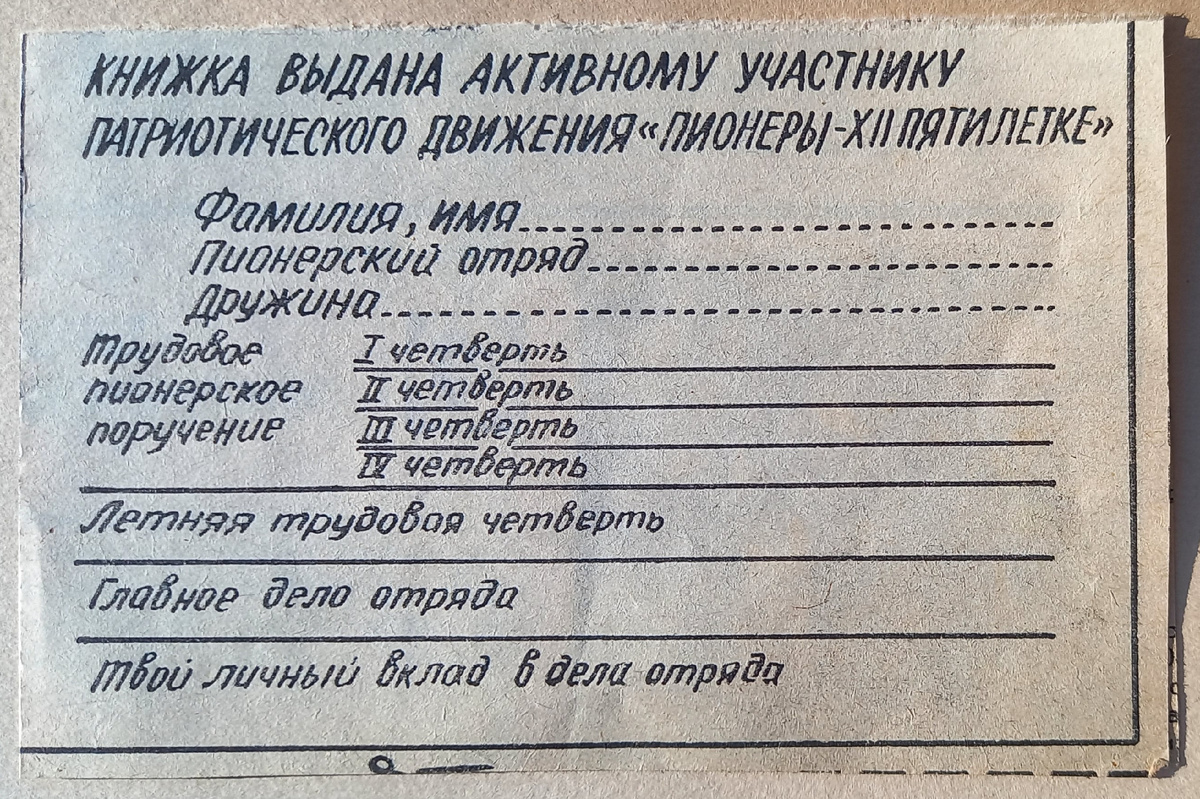 КНИЖКА ВЫДАНА АКТИВНОМУ УЧАСТНИКУ
ПАТРИОТИЧЕСКОГО ДВИЖЕНИЯ «ПИОНЕРЫ-XII ПЯТИЛЕТКЕ»
Фамилия, имя
Пионерский отряд
Дружина
Трудовое пионерское поручение
I четверть
II четверть
III четверть
IV четверть
Летняя трудовая четверть
Главное дело отряда
Твой личный вклад в дела отряда